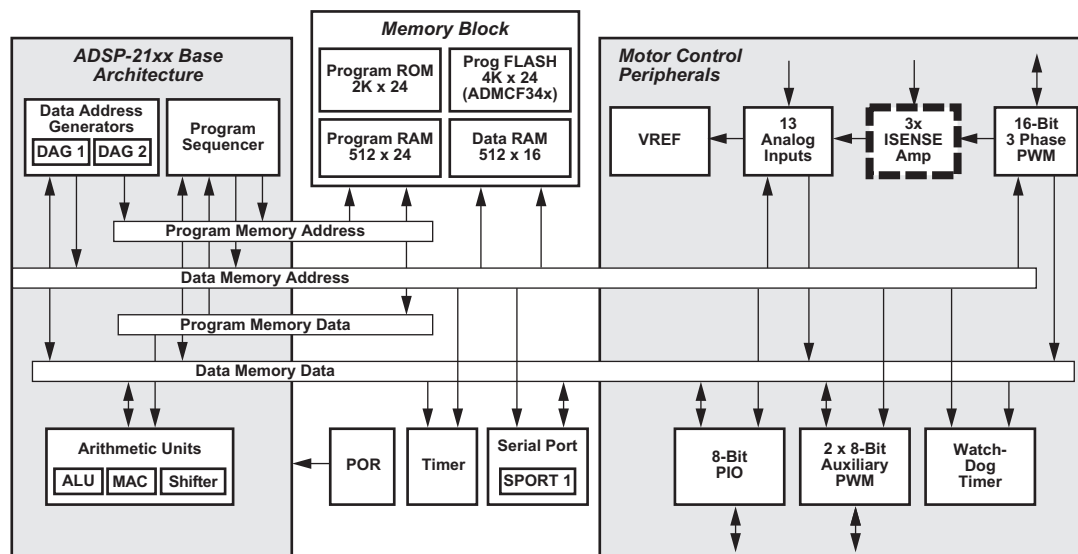 ADSP-21xx Base
Architecture
Data Address
Generators
DAG 1
DAG 2
Program
Sequencer
Memory Block
Program ROM
2K x 24
Prog FLASH
4K x 24
(ADMCF34x)
Program RAM
512 x 24
Data RAM
512 x 16
Motor Control
Peripherals
VREF
13
Analog
Inputs
3x
ISENSE
Amp
16-Bit
3 Phase
PWM
Program Memory Address
Data Memory Address
Program Memory Data
Data Memory Data
Arithmetic Units
ALU
MAC
Shifter
POR
Timer
Serial Port
SPORT 1
8-Bit
PIO
2 x 8-Bit
Auxiliary
PWM
Watch-
Dog
Timer